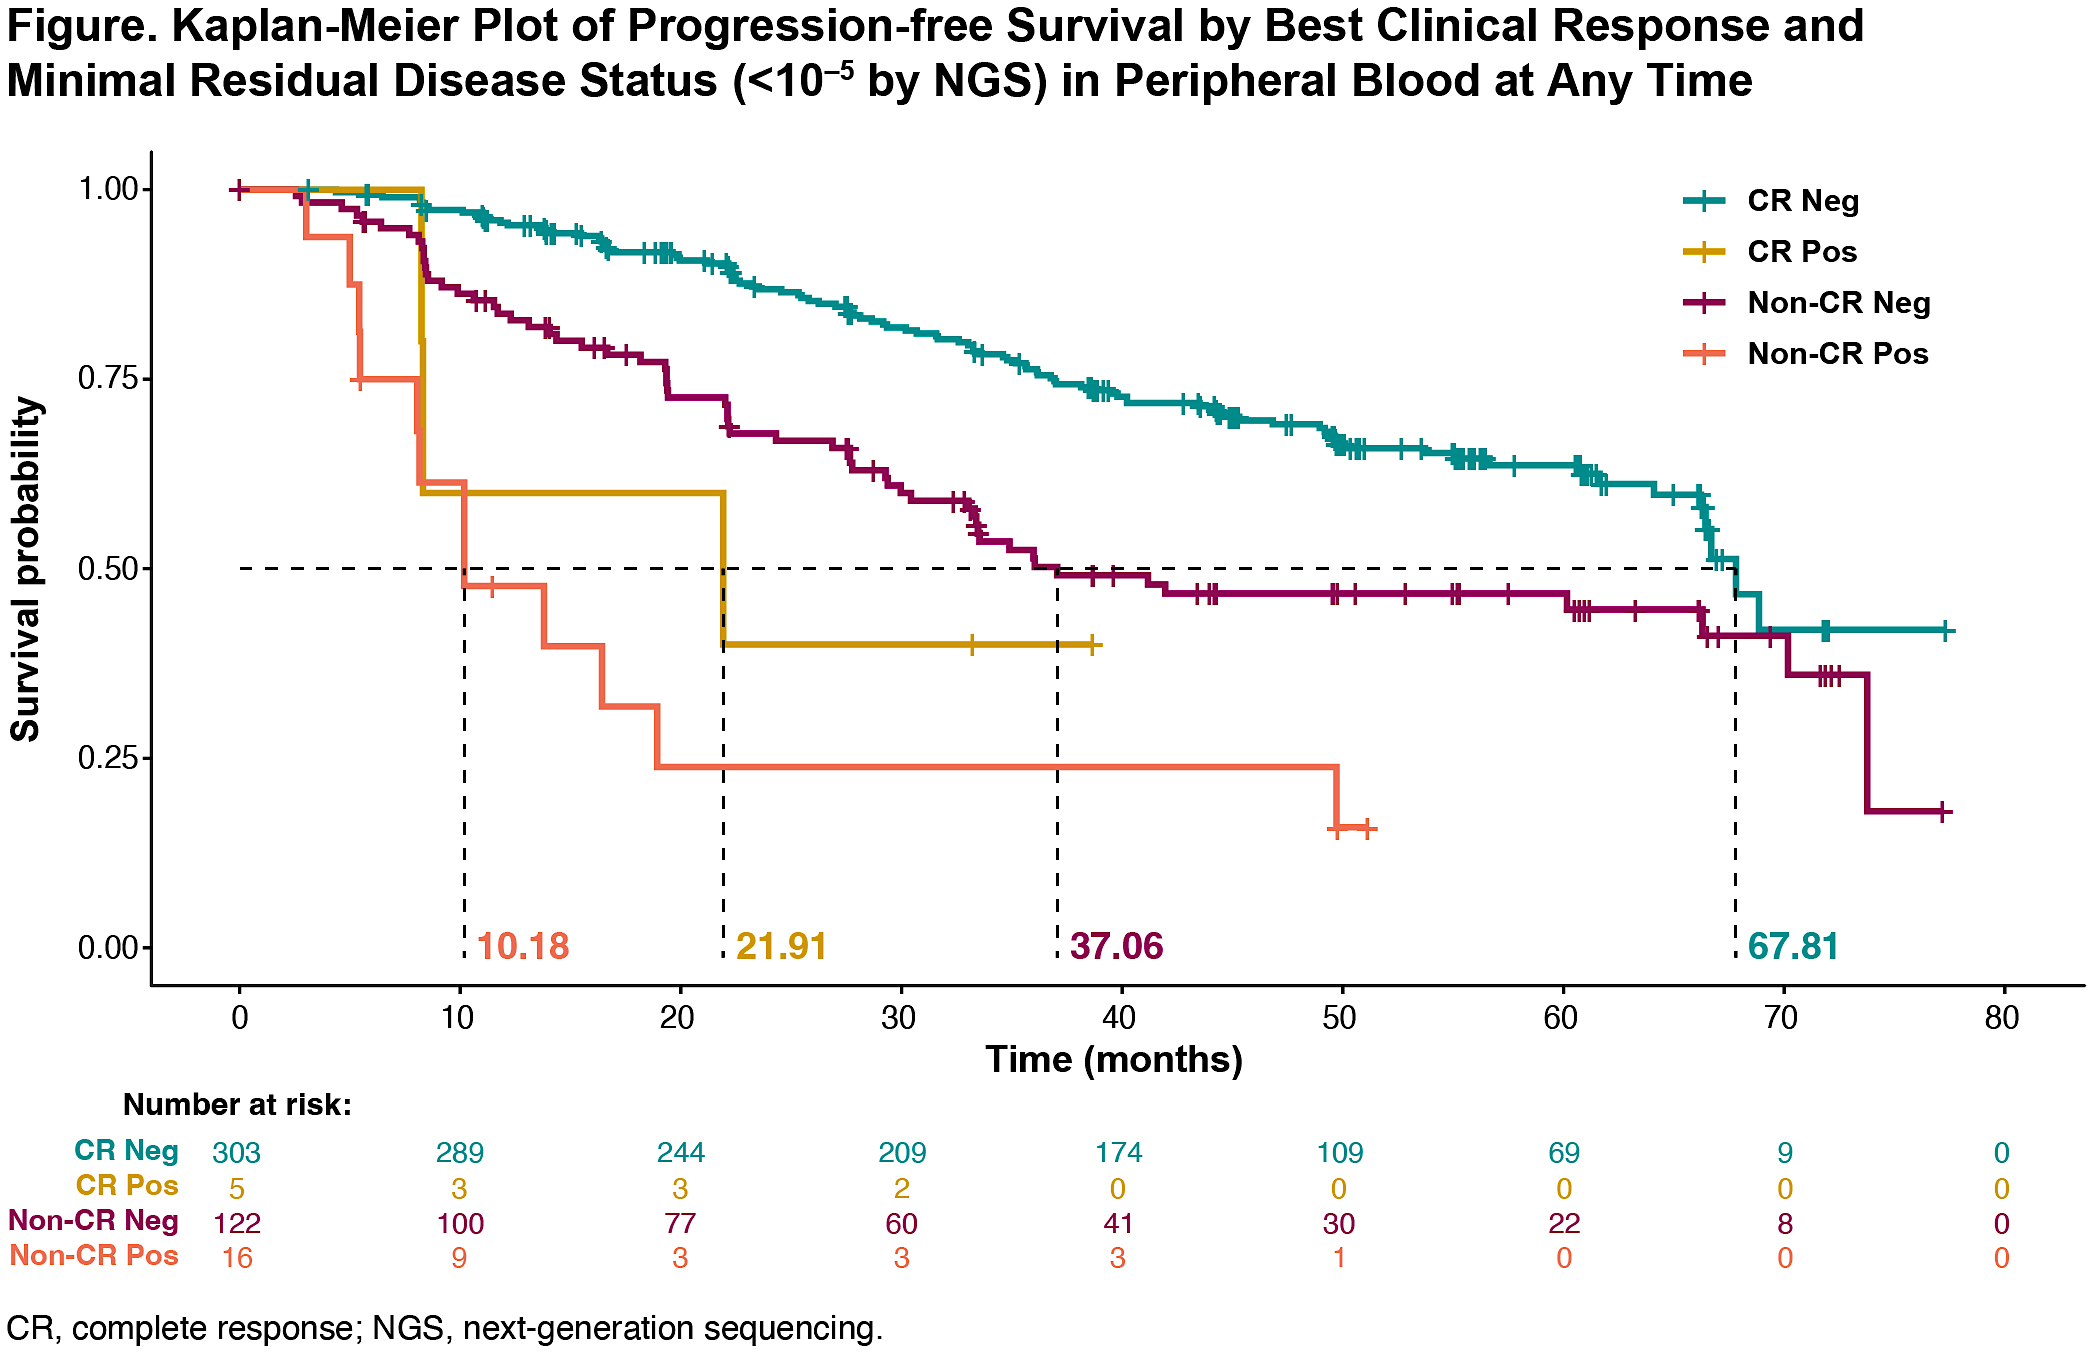 Figure. Kaplan-Meier Plot of Progression-free Survival by Best Clinical Response and
Minimal Residual Disease Status (<10⁻⁵ by NGS) in Peripheral Blood at Any Time
1.00
0.75
0.50
0.25
0.00
Survival probability
CR Neg
CR Pos
Non-CR Neg
Non-CR Pos
10.18 21.91 37.06 67.81
0 10 20 30 40 50 60 70 80
Time (months)
Number at risk:
CR Neg 303 289 244 209 174 109 69 9 0
CR Pos 5 3 3 2 0 0 0 0 0
Non-CR Neg 122 100 77 60 41 30 22 8 0
Non-CR Pos 16 9 3 3 3 1 0 0 0
CR, complete response; NGS, next-generation sequencing.